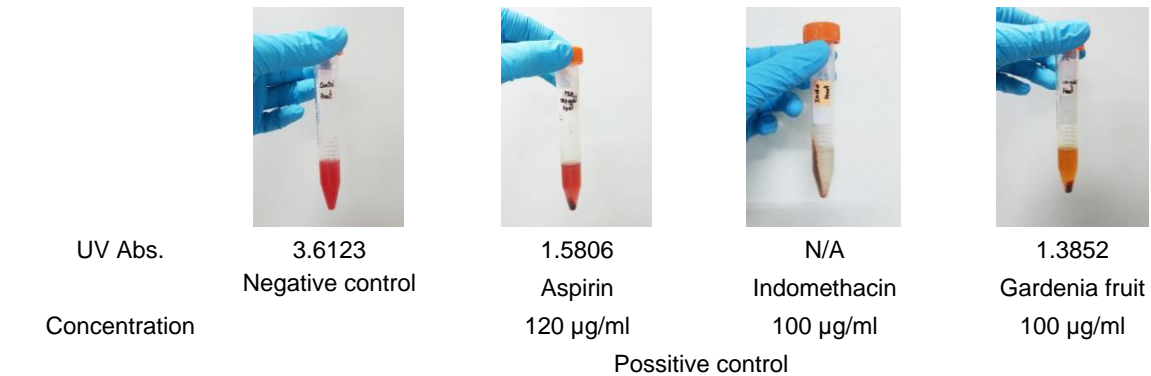 UV Abs. 3.6123 1.5806 N/A 1.3852
Negative control Aspirin Indomethacin Gardenia fruit
Concentration 120 µg/ml 100 µg/ml 100 µg/ml
Possitive control